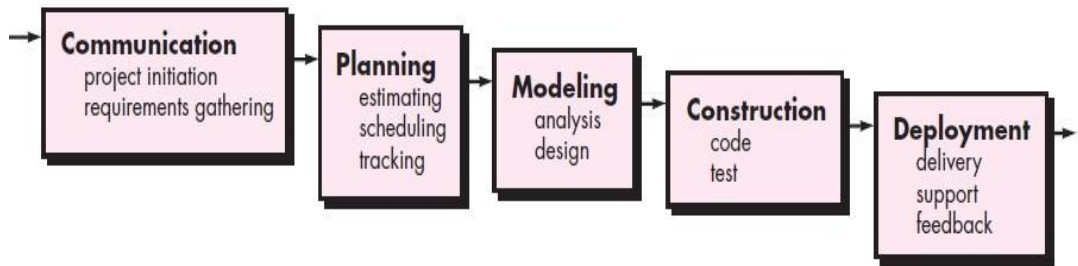 Communication
project initiation
requirements gathering
Planning
estimating
scheduling
tracking
Modeling
analysis
design
Construction
code
test
Deployment
delivery
support
feedback